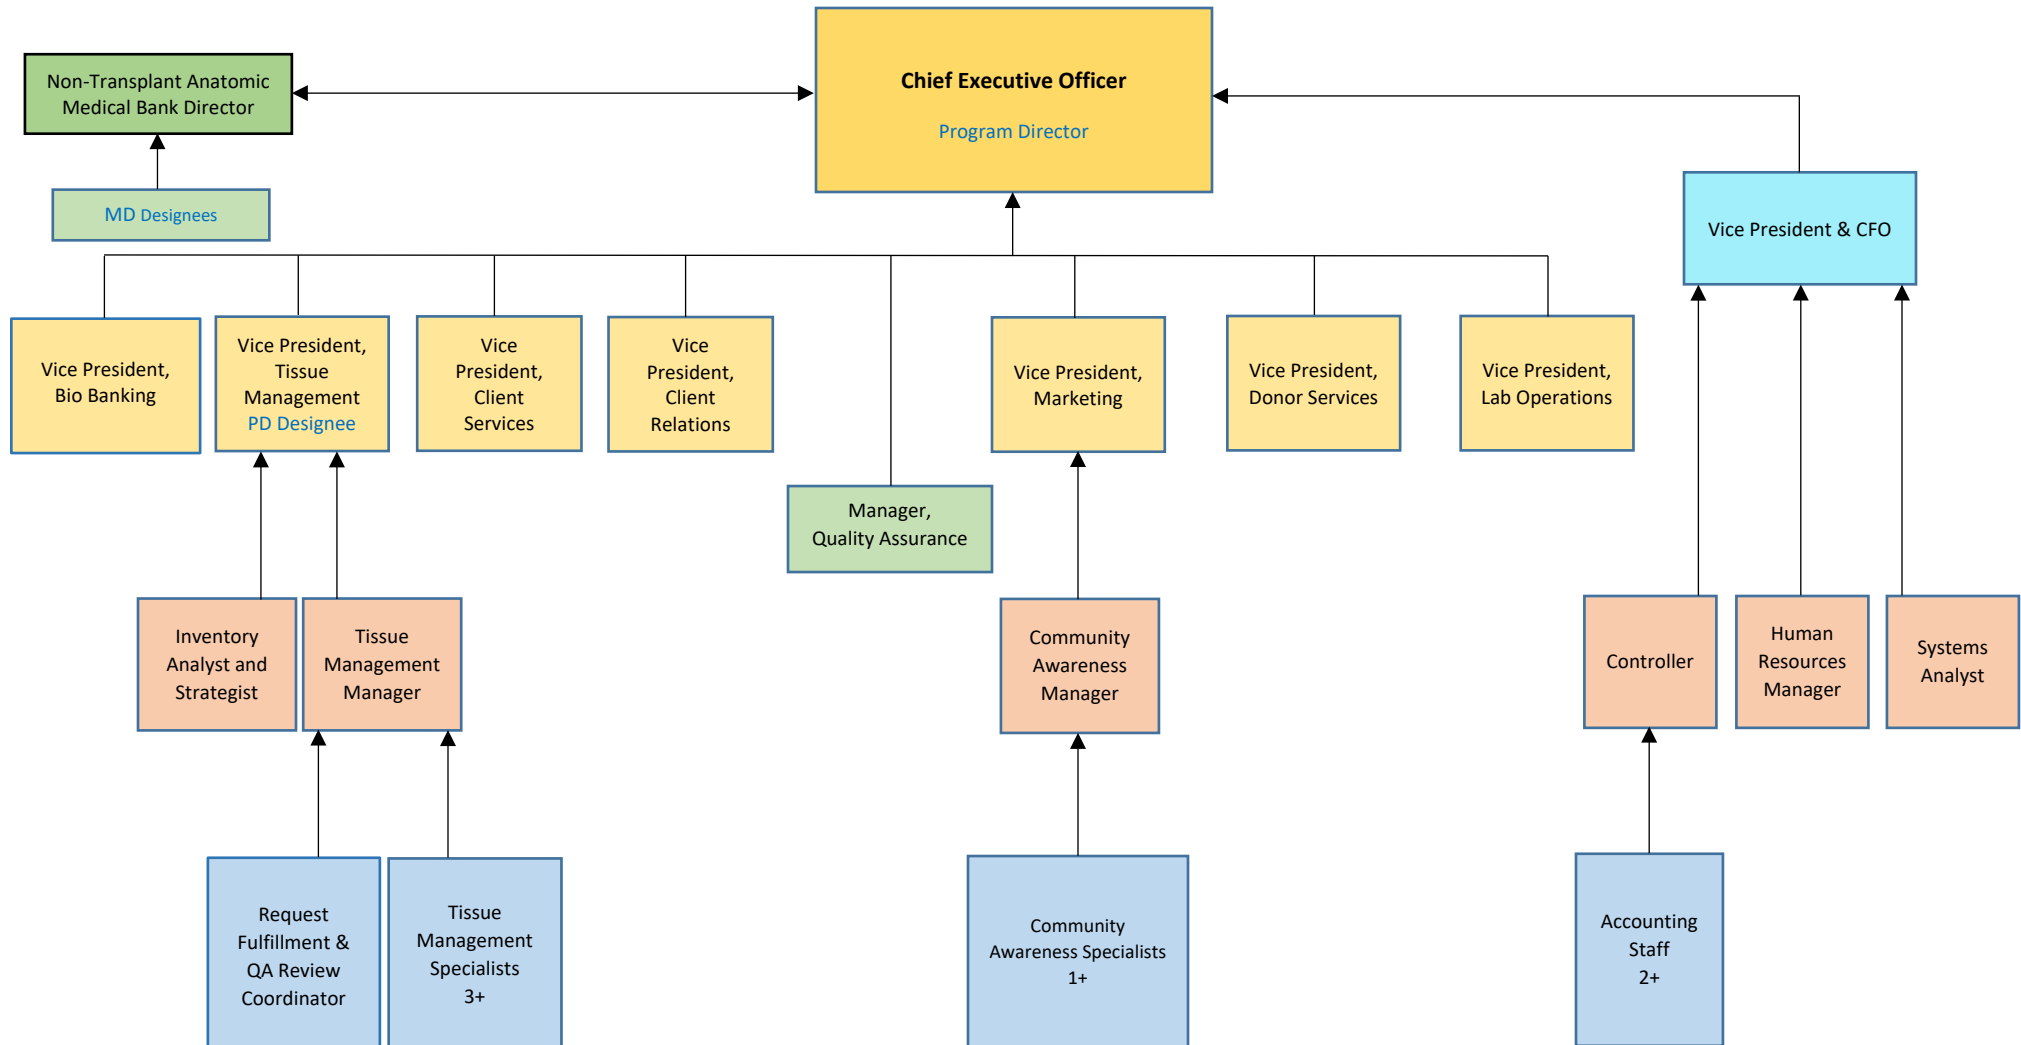 Non-Transplant Anatomic
Medical Bank Director
Chief Executive Officer
Program Director
MD Designees
Vice President & CFO
Vice President,
Bio Banking
Vice President,
Tissue
Management
PD Designee
Vice
President,
Client
Services
Vice
President,
Client
Relations
Vice President,
Marketing
Vice President,
Donor Services
Vice President,
Lab Operations
Manager,
Quality Assurance
Inventory
Analyst and
Strategist
Tissue
Management
Manager
Community
Awareness
Manager
Controller
Human
Resources
Manager
Systems
Analyst
Request
Fulfillment &
QA Review
Coordinator
Tissue
Management
Specialists
3+
Community
Awareness Specialists
1+
Accounting
Staff
2+